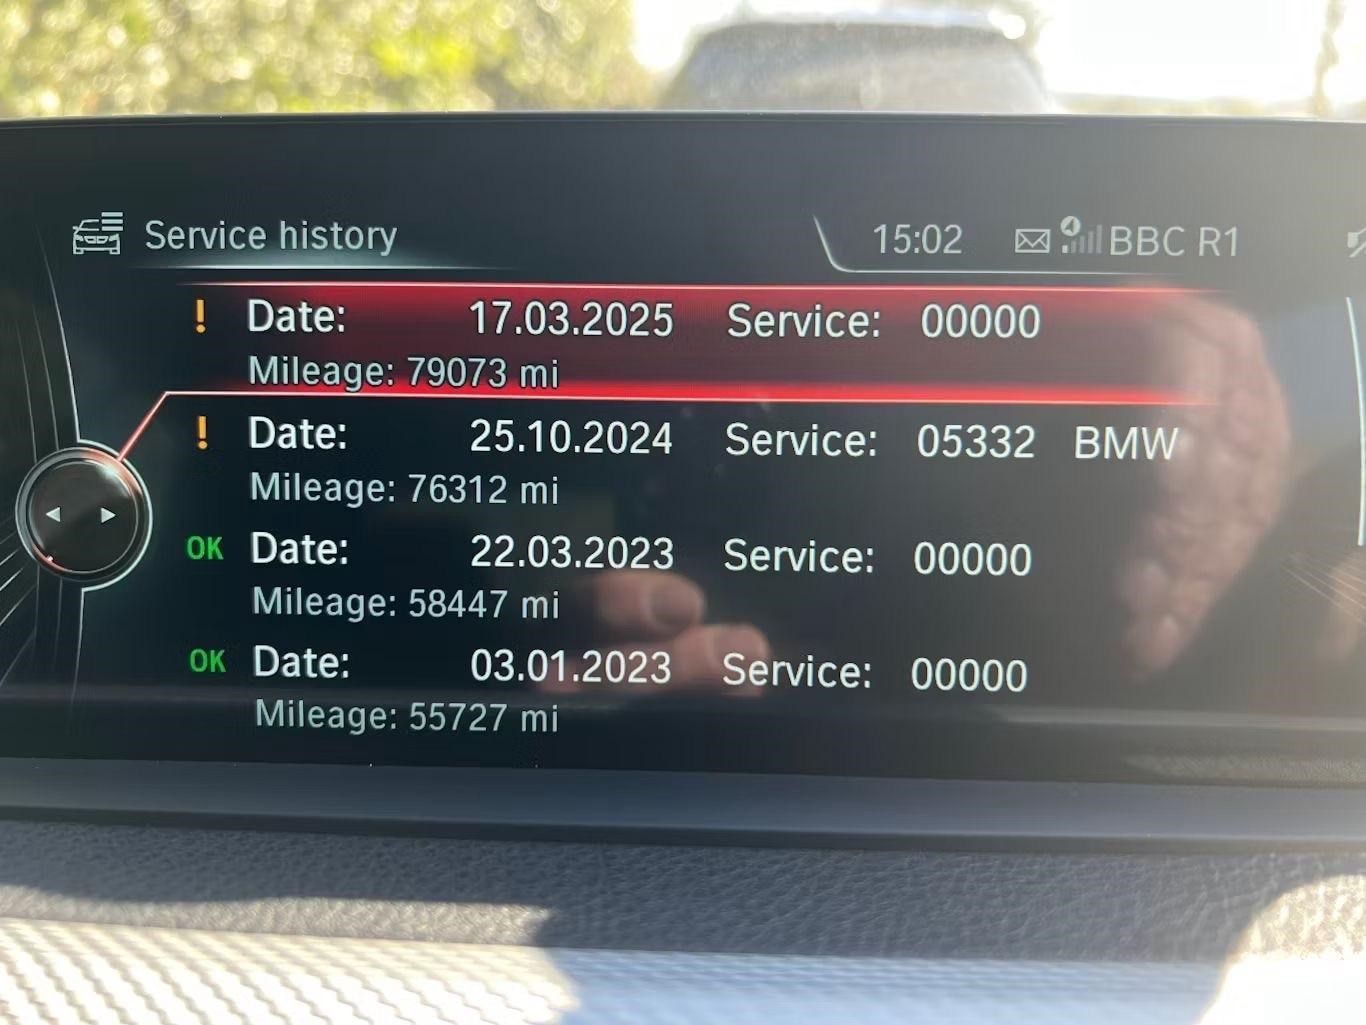 Service history 15:02 BBC R1
! Date: 17.03.2025 Service: 00000
Mileage: 79073 mi
! Date: 25.10.2024 Service: 05332 BMW
Mileage: 76312 mi
OK Date: 22.03.2023 Service: 00000
Mileage: 58447 mi
OK Date: 03.01.2023 Service: 00000
Mileage: 55727 mi